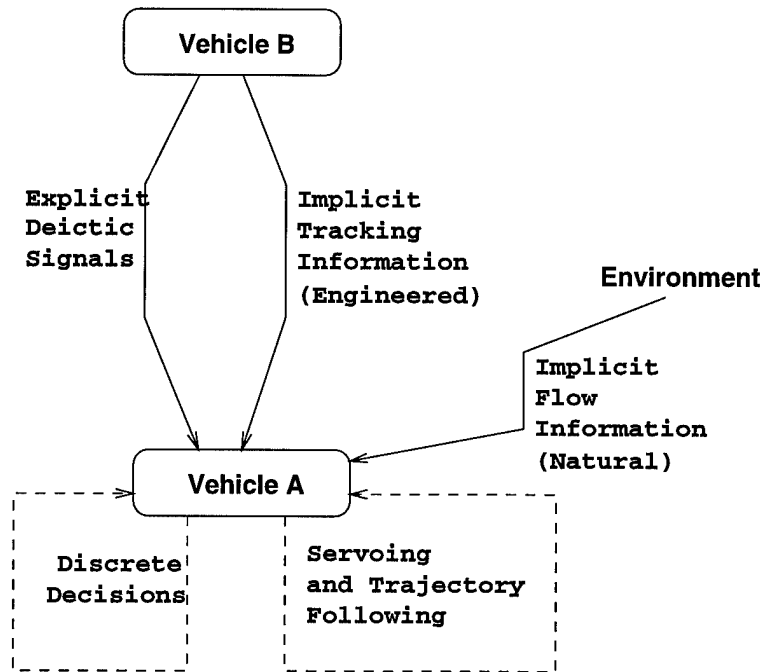 Vehicle B
Explicit
Deictic
Signals
Implicit
Tracking
Information
(Engineered)
Environment
Implicit
Flow
Information
(Natural)
Vehicle A
Discrete
Decisions
Servoing
and Trajectory
Following